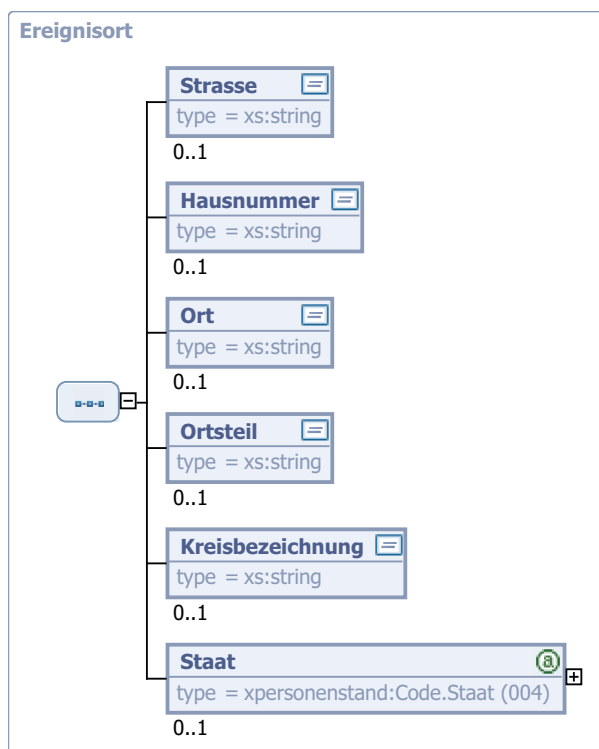 Ereignisort
Strasse
type = xs:string
0..1
Hausnummer
type = xs:string
0..1
Ort
type = xs:string
0..1
Ortsteil
type = xs:string
0..1
Kreisbezeichnung
type = xs:string
0..1
Staat
type = xpersonenstand:Code.Staat (004)
0..1